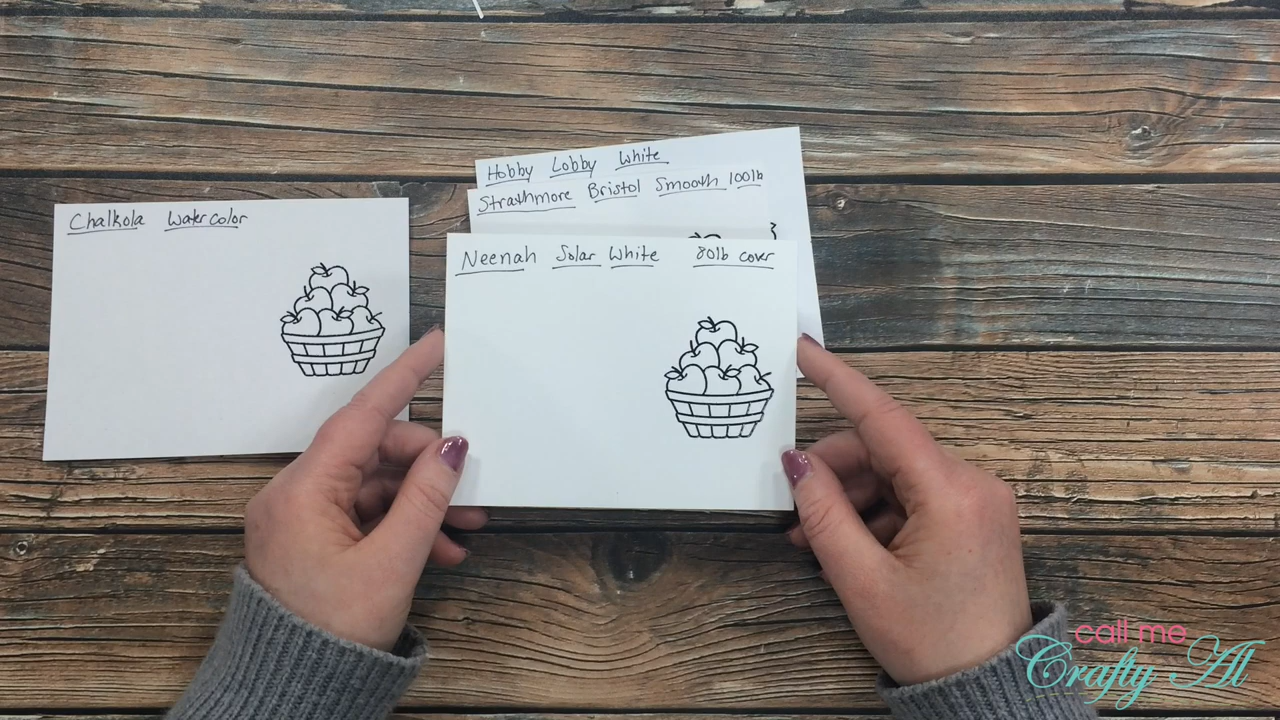 Hobby Lobby White
Strathmore Bristol Smooth 100lb
Chalkola Watercolor
Neenah Solar White 80lb cover
call me
Crafty Al